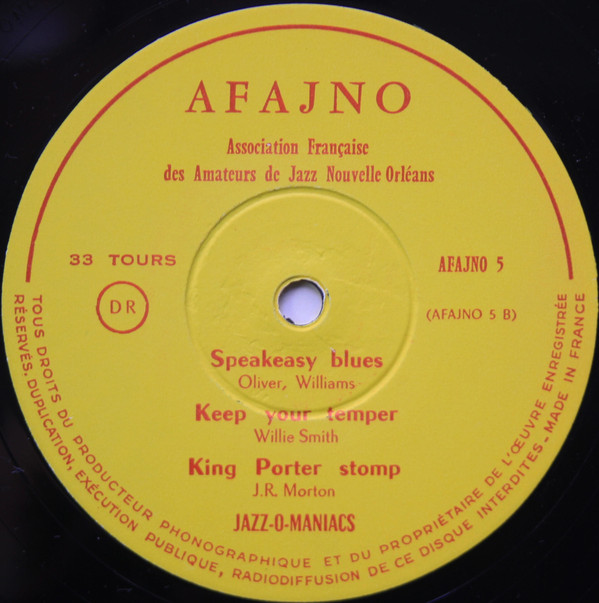 AFAJNO
Association Française
des Amateurs de Jazz Nouvelle Orléans
33 TOURS
AFAJNO 5
DR
(AFAJNO 5 B)
Speakeasy blues
Oliver, Williams
Keep your temper
Willie Smith
King Porter stomp
J.R. Morton
JAZZ-O-MANIACS
TOUS DROITS DU PRODUCTEUR PHONOGRAPHIQUE ET DU PROPRIÉTAIRE DE L'ŒUVRE ENREGISTRÉE
RÉSERVÉS. DUPLICATION, EXÉCUTION PUBLIQUE, RADIODIFFUSION DE CE DISQUE INTERDITES - MADE IN FRANCE